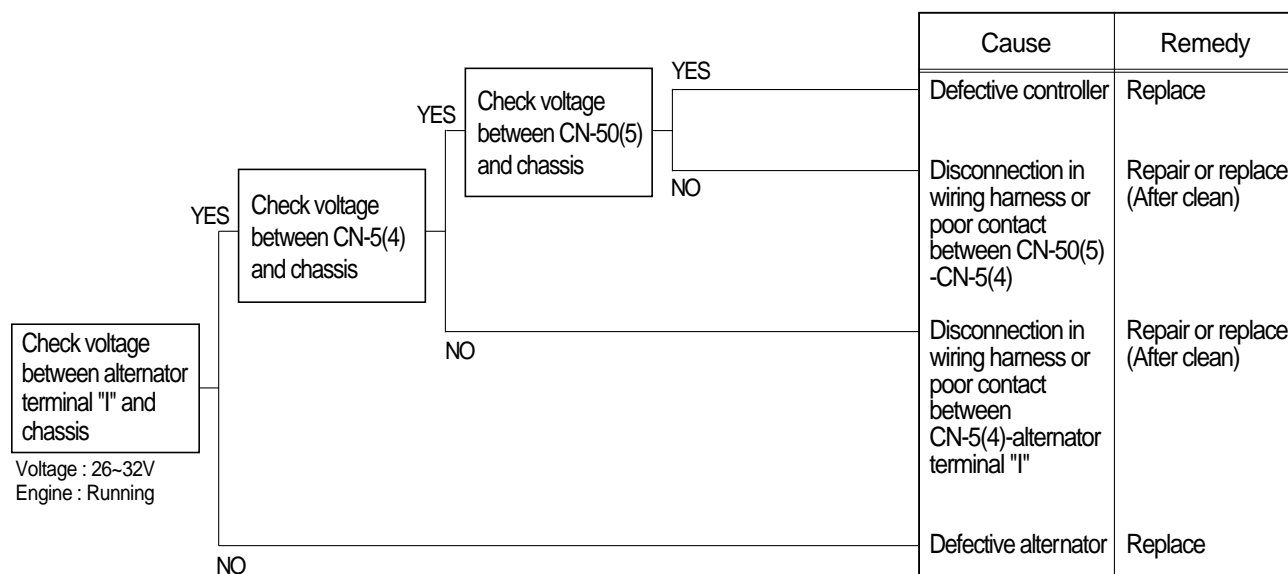 Cause
Remedy
YES
Defective controller
Replace
YES
Check voltage
between CN-50(5)
and chassis
NO
Disconnection in
wiring harness or
poor contact
between CN-50(5)
-CN-5(4)
Repair or replace
(After clean)
YES
Check voltage
between CN-5(4)
and chassis
NO
Disconnection in
wiring harness or
poor contact
between
CN-5(4)-alternator
terminal "I"
Repair or replace
(After clean)
Check voltage
between alternator
terminal "I" and
chassis
Voltage : 26~32V
Engine : Running
NO
Defective alternator
Replace